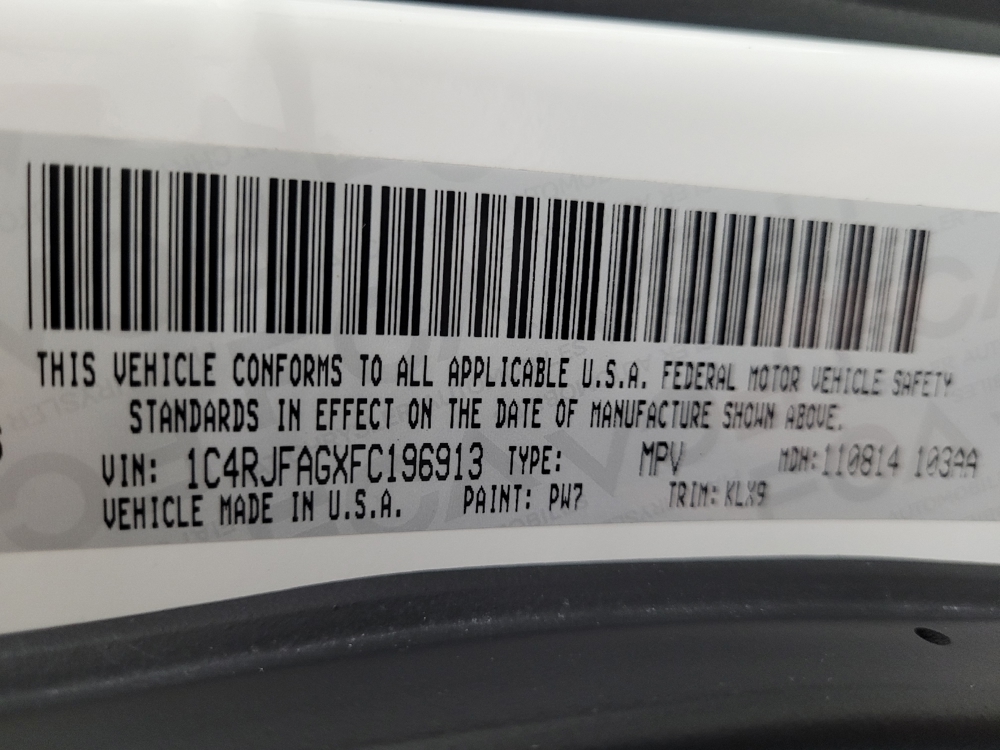 THIS VEHICLE CONFORMS TO ALL APPLICABLE U.S.A. FEDERAL MOTOR VEHICLE SAFETY
STANDARDS IN EFFECT ON THE DATE OF MANUFACTURE SHOWN ABOVE.
VIN: 1C4RJFAGXFC196913 TYPE: MPV MDH: 110814 103AA
VEHICLE MADE IN U.S.A. PAINT: PW7 TRIM: KLX9